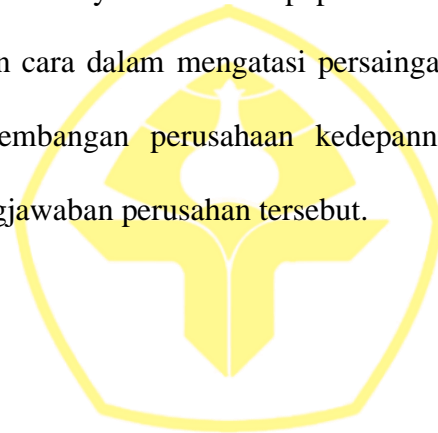 n cara dalam mengatasi persainga
embangan perusahaan kedepann
gjawaban perusahan tersebut.